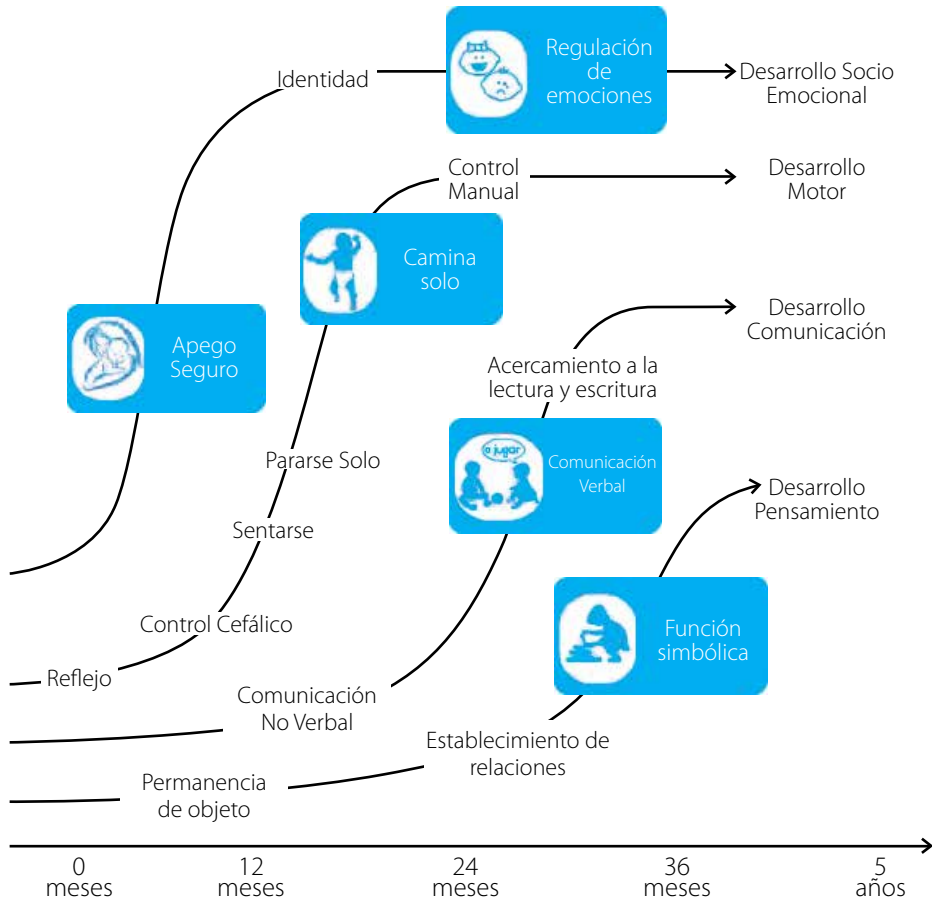 Identidad
Regulación
de
emociones
Desarrollo Socio
Emocional
Control
Manual
Desarrollo
Motor
Camina
solo
Apego
Seguro
Desarrollo
Comunicación
Acercamiento a la
lectura y escritura
Pararse Solo
a jugar
Comunicación
Verbal
Desarrollo
Pensamiento
Sentarse
Control Cefálico
Función
simbólica
Reflejo
Comunicación
No Verbal
Establecimiento de
relaciones
Permanencia
de objeto
0
meses
12
meses
24
meses
36
meses
5
años